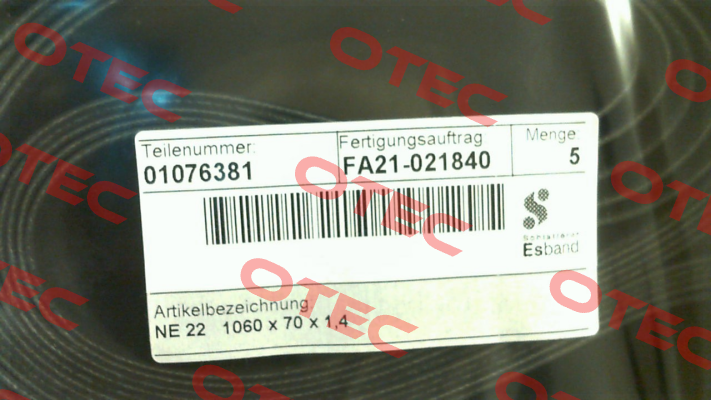 Teilenummer:
01076381
Fertigungsauftrag
FA21-021840
Menge:
5
Esband
Artikelbezeichnung:
NE 22 1060 x 70 x 1,4
OTEC
OTEC
OTEC
OTEC
OTEC
OTEC
OTEC
OTEC